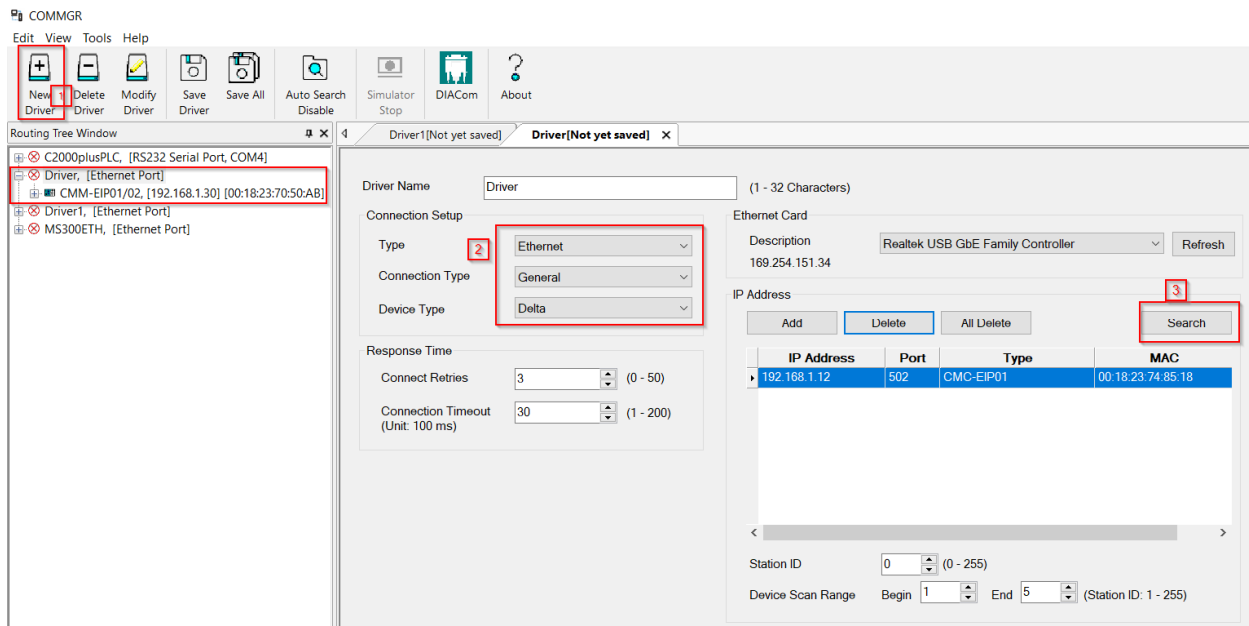 COMMGR
Edit View Tools Help
New Driver
1
Delete Driver
Modify Driver
Save Driver
Save All
Auto Search Disable
Simulator Stop
DIACom
About
Routing Tree Window
C2000plusPLC, [RS232 Serial Port, COM4]
Driver, [Ethernet Port]
CMM-EIP01/02, [192.168.1.30] [00:18:23:70:50:AB]
Driver1, [Ethernet Port]
MS300ETH, [Ethernet Port]
Driver1[Not yet saved] Driver[Not yet saved]
Driver Name Driver (1 - 32 Characters)
Connection Setup
Type Ethernet
2
Connection Type General
Device Type Delta
Response Time
Connect Retries 3 (0 - 50)
Connection Timeout 30 (1 - 200)
(Unit: 100 ms)
Ethernet Card
Description Realtek USB GbE Family Controller Refresh
169.254.151.34
IP Address
3
Add Delete All Delete Search
IP Address Port Type MAC
192.168.1.12 502 CMC-EIP01 00:18:23:74:85:18
Station ID 0 (0 - 255)
Device Scan Range Begin 1 End 5 (Station ID: 1 - 255)